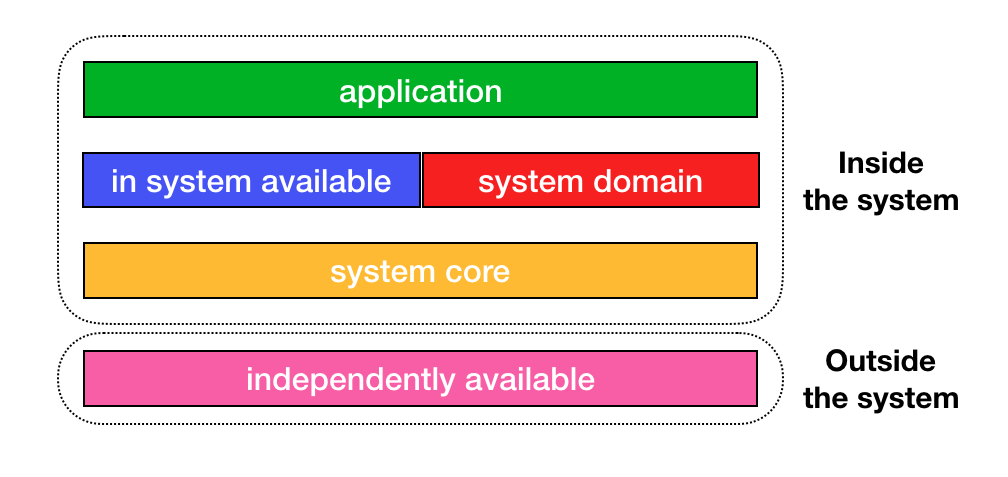 application
in system available
system domain
Inside
the system
system core
independently available
Outside
the system